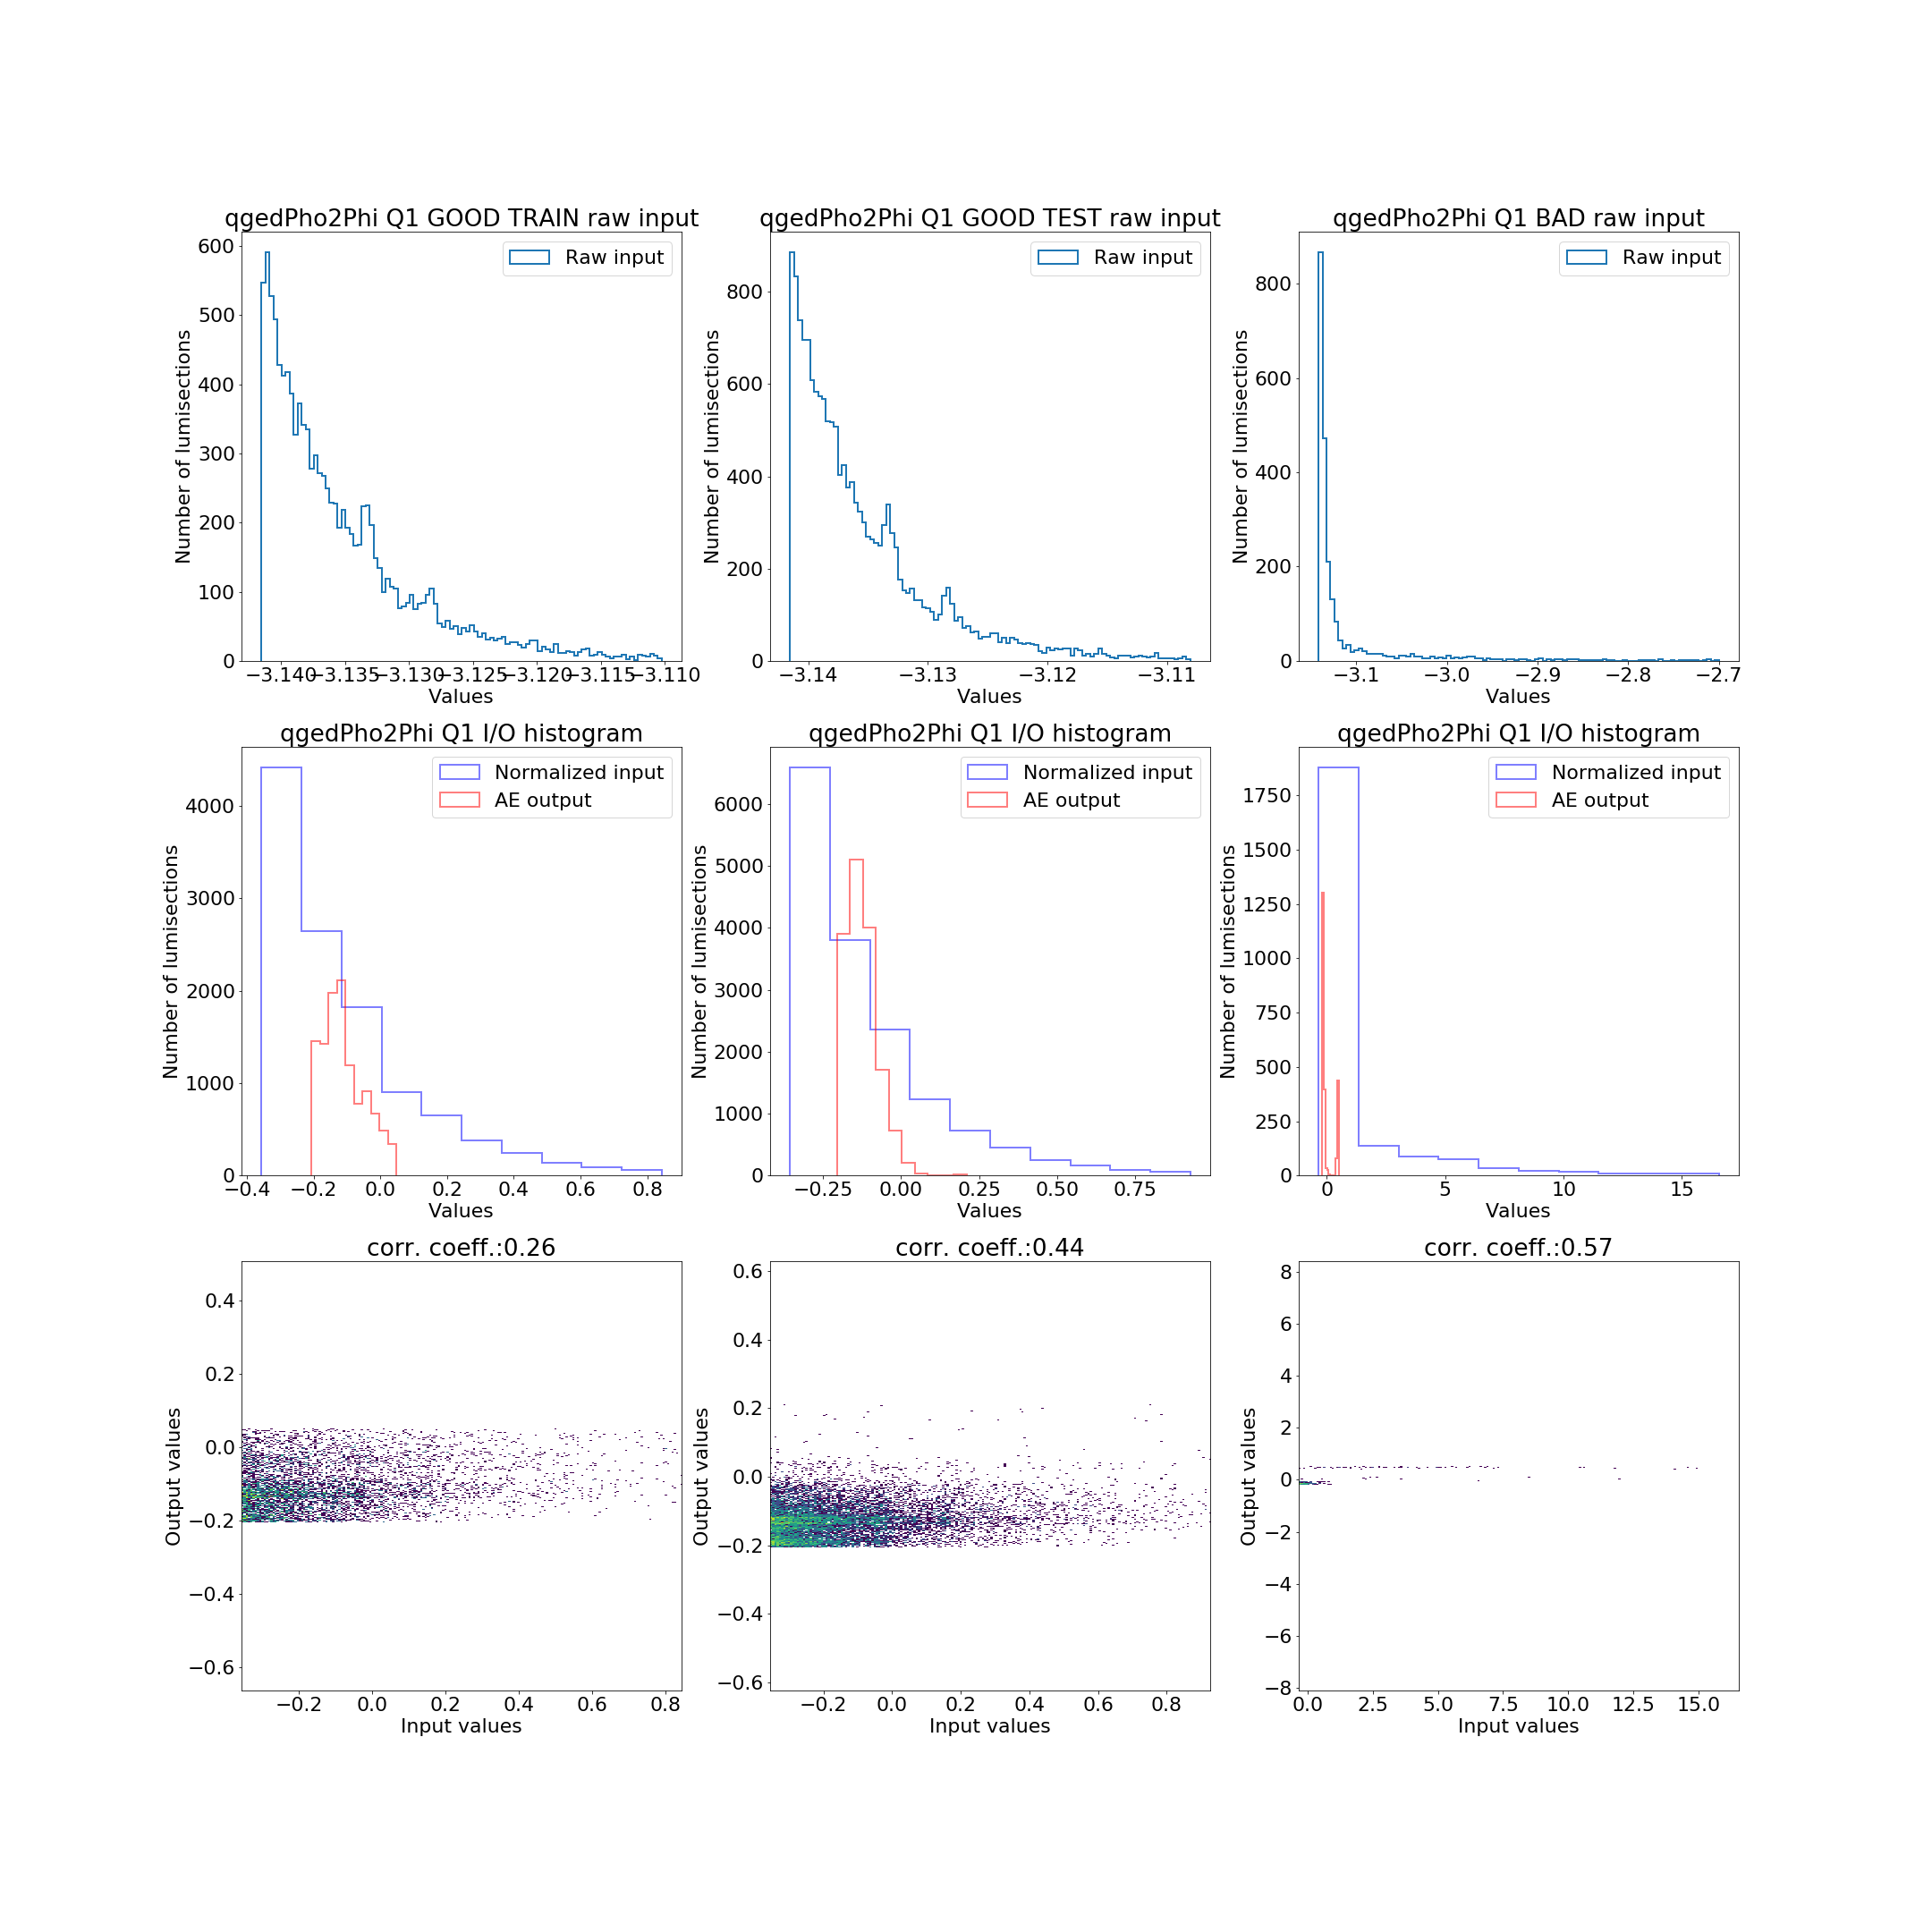 qgedPho2Phi Q1 GOOD TRAIN raw input
Raw input
600
500
400
300
200
100
0
Number of lumisections
−3.140 −3.135 −3.130 −3.125 −3.120 −3.115 −3.110
Values
qgedPho2Phi Q1 GOOD TEST raw input
Raw input
800
600
400
200
0
Number of lumisections
−3.14 −3.13 −3.12 −3.11
Values
qgedPho2Phi Q1 BAD raw input
Raw input
800
600
400
200
0
Number of lumisections
−3.1 −3.0 −2.9 −2.8 −2.7
Values
qgedPho2Phi Q1 I/O histogram
Normalized input
AE output
4000
3000
2000
1000
0
Number of lumisections
−0.4 −0.2 0.0 0.2 0.4 0.6 0.8
Values
qgedPho2Phi Q1 I/O histogram
Normalized input
AE output
6000
5000
4000
3000
2000
1000
0
Number of lumisections
−0.25 0.00 0.25 0.50 0.75
Values
qgedPho2Phi Q1 I/O histogram
Normalized input
AE output
1750
1500
1250
1000
750
500
250
0
Number of lumisections
0 5 10 15
Values
corr. coeff.:0.26
0.4
0.2
0.0
−0.2
−0.4
−0.6
Output values
−0.2 0.0 0.2 0.4 0.6 0.8
Input values
corr. coeff.:0.44
0.6
0.4
0.2
0.0
−0.2
−0.4
−0.6
Output values
−0.2 0.0 0.2 0.4 0.6 0.8
Input values
corr. coeff.:0.57
8
6
4
2
0
−2
−4
−6
−8
Output values
0.0 2.5 5.0 7.5 10.0 12.5 15.0
Input values